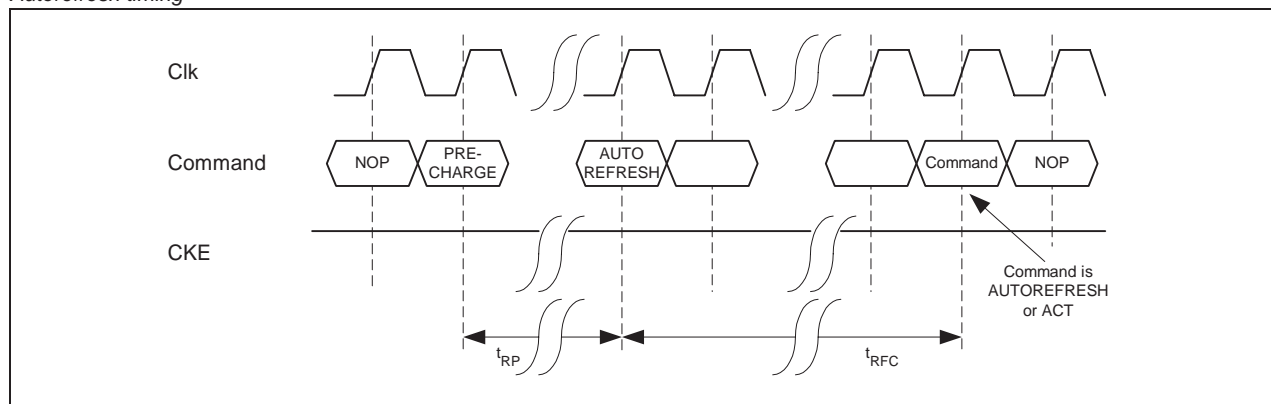 Autorefresh timing
Clk
Command
NOP
PRE-
CHARGE
AUTO
REFRESH
Command
NOP
CKE
Command is
AUTOREFRESH
or ACT
tRP
tRFC